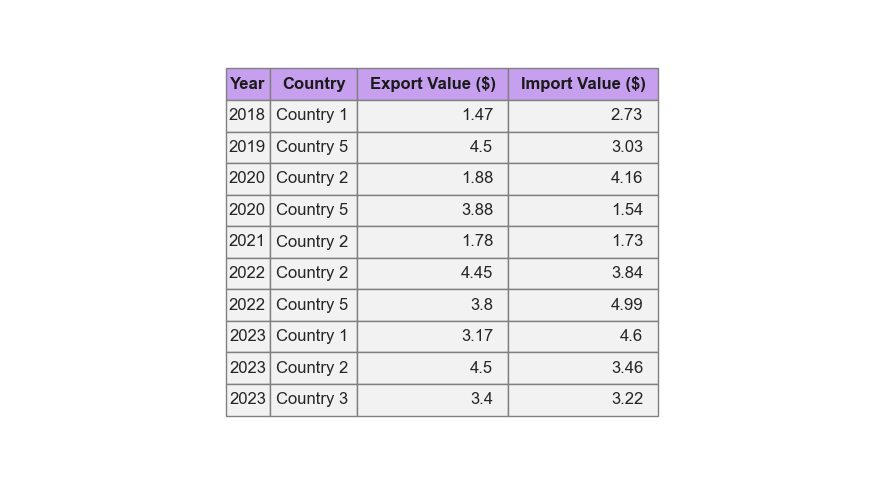 Year Country Export Value ($) Import Value ($)
2018 Country 1 1.47 2.73
2019 Country 5 4.5 3.03
2020 Country 2 1.88 4.16
2020 Country 5 3.88 1.54
2021 Country 2 1.78 1.73
2022 Country 2 4.45 3.84
2022 Country 5 3.8 4.99
2023 Country 1 3.17 4.6
2023 Country 2 4.5 3.46
2023 Country 3 3.4 3.22